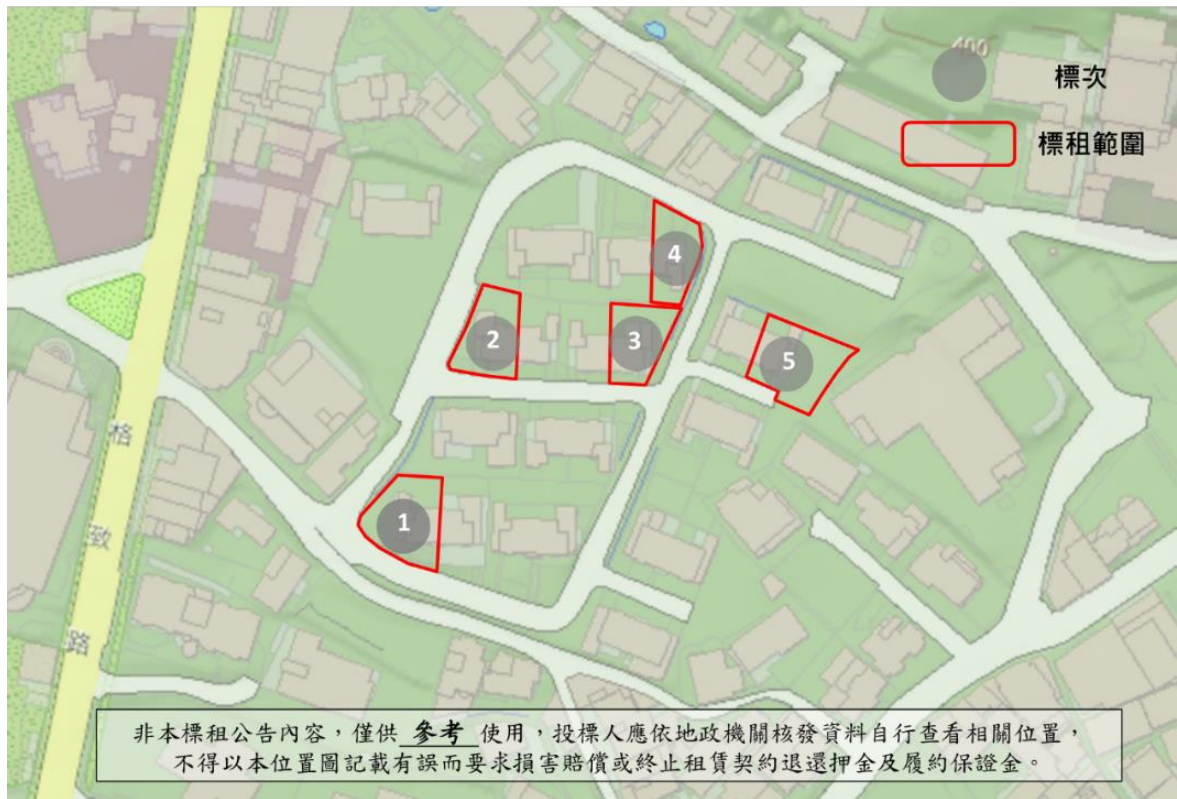 400
標次
標租範圍
4
2
3
5
1
格
致
路
非本標租公告內容，僅供 參考 使用，投標人應依地政機關核發資料自行查看相關位置，
不得以本位置圖記載有誤而要求損害賠償或終止租賃契約退還押金及履約保證金。